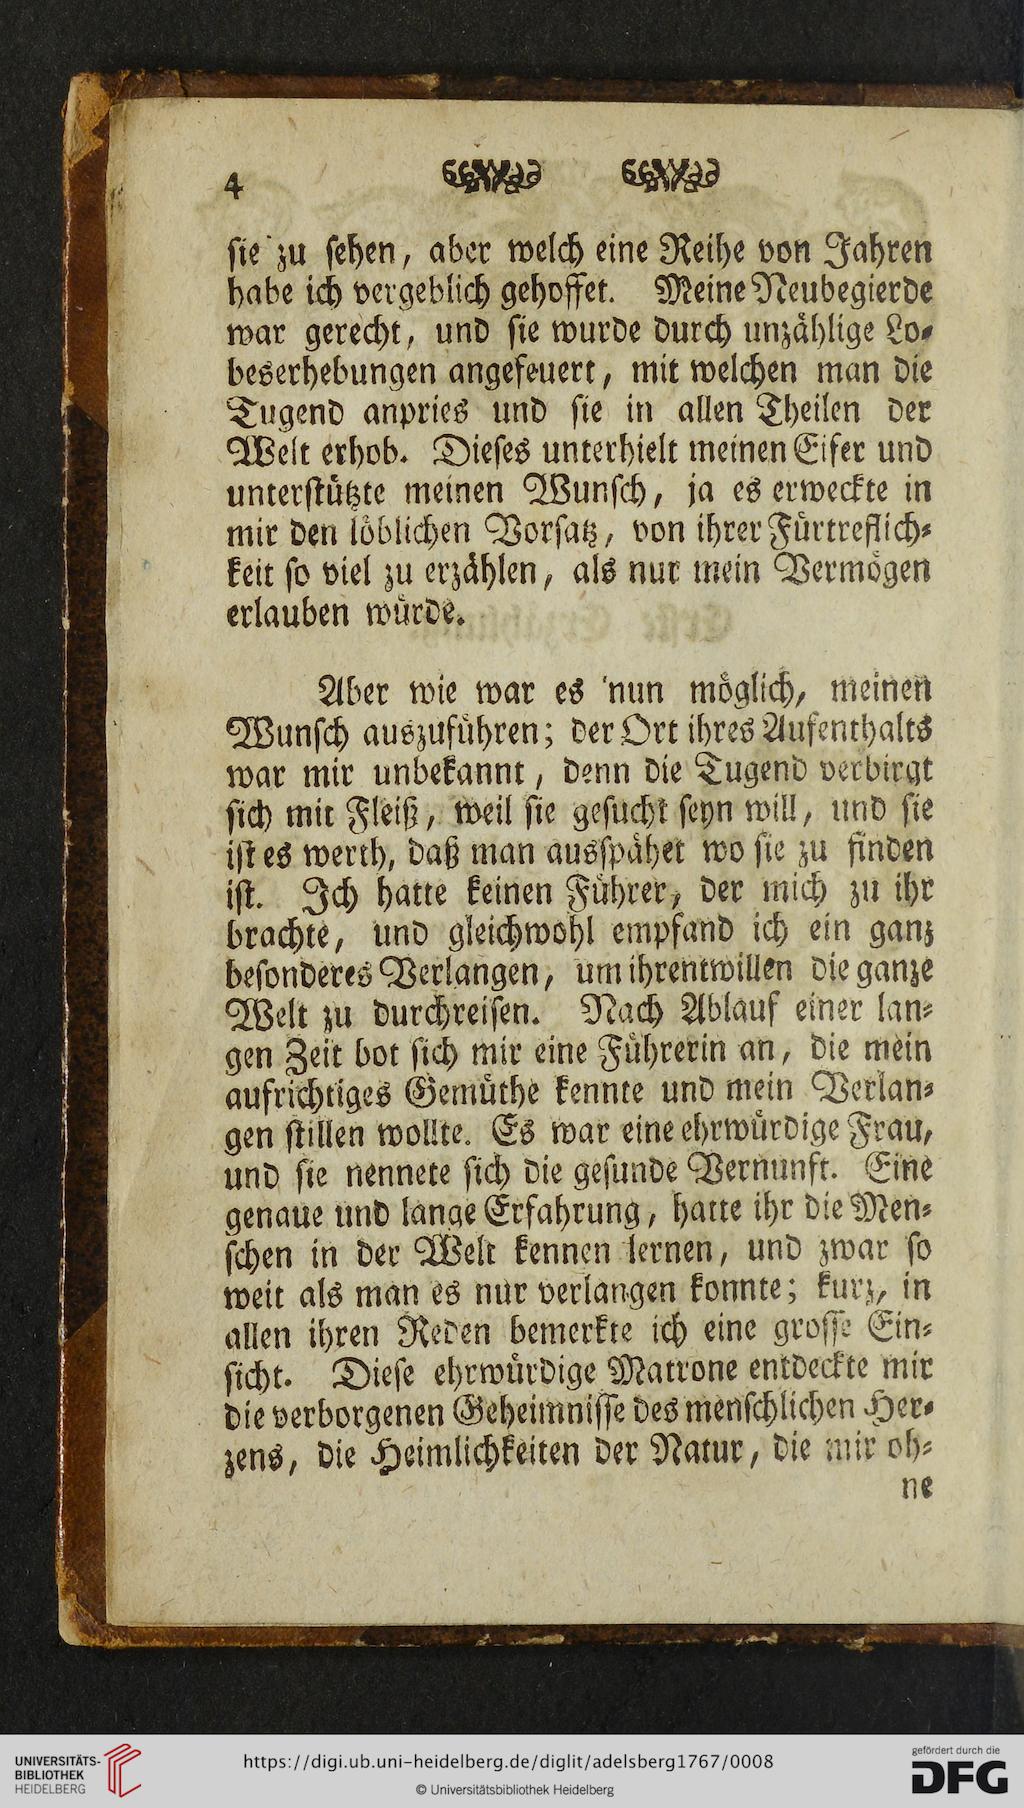 4
sie zu sehen, aber welch eine Reihe von Jahren
habe ich vergeblich gehoffet. Meine Neubegierde
war gerecht, und sie wurde durch unzählige Lo-
beserhebungen angefeuert, mit welchen man die
Tugend anpries und sie in allen Theilen der
Welt erhob. Dieses unterhielt meinen Eifer und
unterstützte meinen Wunsch, ja es erweckte in
mir den löblichen Vorsatz, von ihrer Fürtreflich-
keit so viel zu erzählen, als nur mein Vermögen
erlauben würde.
Aber wie war es nun möglich, meinen
Wunsch auszuführen; der Ort ihres Aufenthalts
war mir unbekannt, denn die Tugend verbirgt
sich mit Fleiß, weil sie gesucht seyn will, und sie
ist es werth, daß man ausspähet wo sie zu finden
ist. Ich hatte keinen Führer, der mich zu ihr
brachte, und gleichwohl empfand ich ein ganz
besonderes Verlangen, um ihrentwillen die ganze
Welt zu durchreisen. Nach Ablauf einer lan-
gen Zeit bot sich mir eine Führerin an, die mein
aufrichtiges Gemüthe kennte und mein Verlan-
gen stillen wollte. Es war eine ehrwürdige Frau,
und sie nennete sich die gesunde Vernunft. Eine
genaue und lange Erfahrung, hatte ihr die Men-
schen in der Welt kennen lernen, und zwar so
weit als man es nur verlangen konnte; kurz, in
allen ihren Reden bemerkte ich eine grosse Ein-
sicht. Diese ehrwürdige Matrone entdeckte mir
die verborgenen Geheimnisse des menschlichen Her-
zens, die Heimlichkeiten der Natur, die mir oh-
ne
UNIVERSITÄTS-
BIBLIOTHEK
HEIDELBERG
https://digi.ub.uni-heidelberg.de/diglit/adelsberg1767/0008
© Universitätsbibliothek Heidelberg
gefördert durch die
DFG